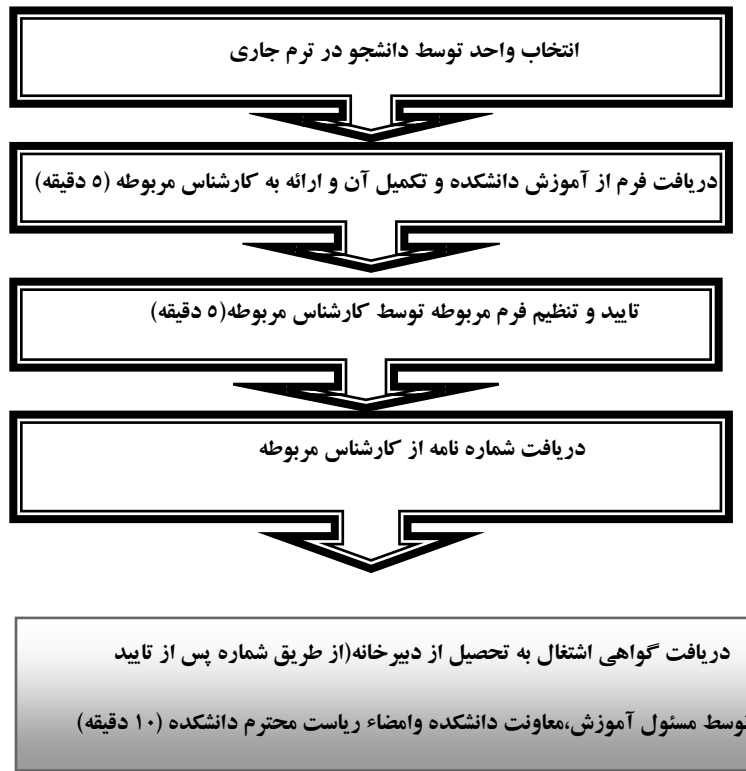 انتخاب واحد توسط دانشجو در ترم جاری
دریافت فرم از آموزش دانشکده و تکمیل آن و ارائه به کارشناس مربوطه (۵ دقیقه)
تایید و تنظیم فرم مربوطه توسط کارشناس مربوطه(۵ دقیقه)
دریافت شماره نامه از کارشناس مربوطه
دریافت گواهی اشتغال به تحصیل از دبیرخانه(از طریق شماره پس از تایید
توسط مسئول آموزش،معاونت دانشکده وامضاء ریاست محترم دانشکده (۱۰ دقیقه)